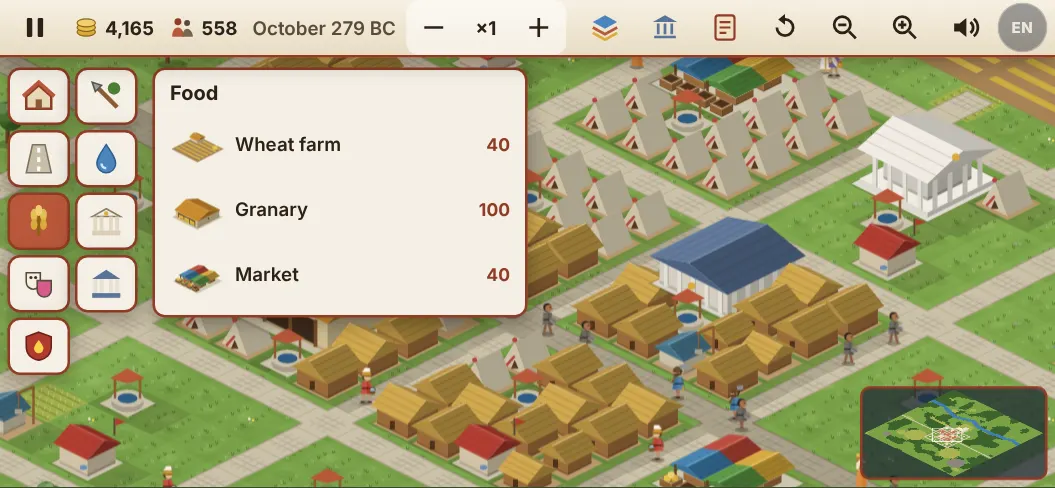 4,165 558 October 279 BC ×1 EN
Food
Wheat farm 40
Granary 100
Market 40